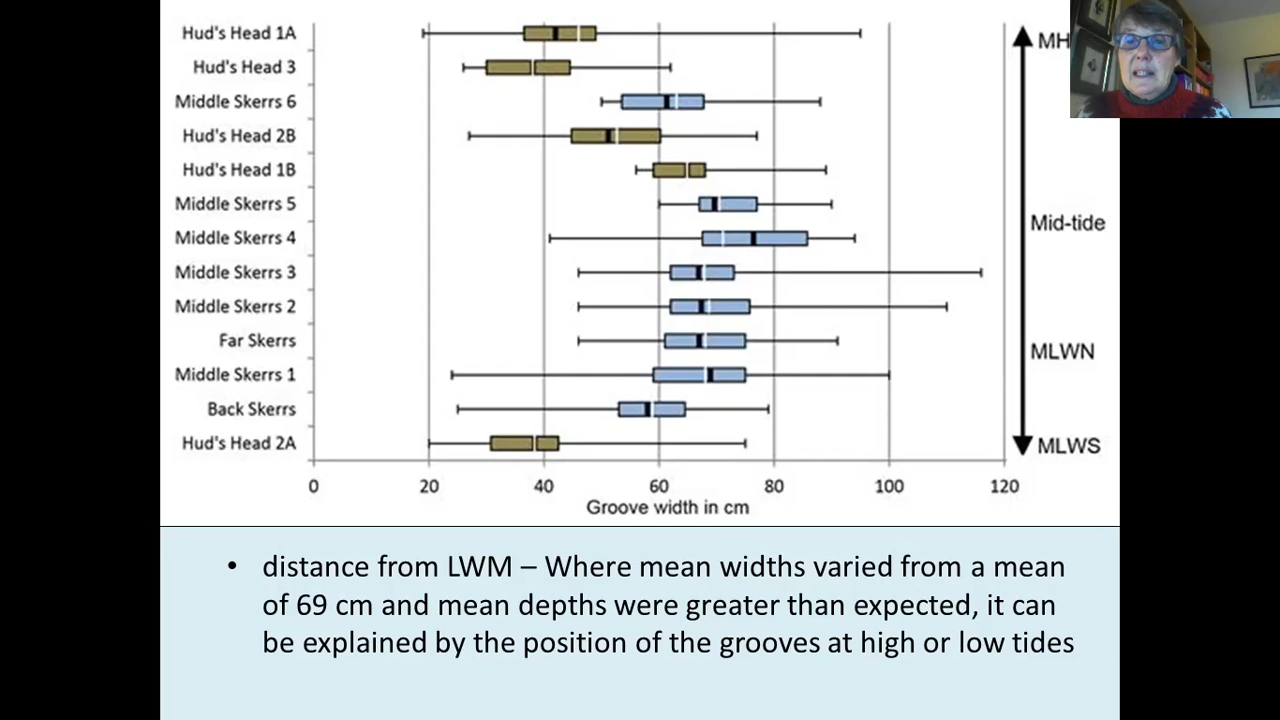 Hud's Head 1A
MH
Hud's Head 3
Middle Skerrs 6
Hud's Head 2B
Hud's Head 1B
Middle Skerrs 5
Mid-tide
Middle Skerrs 4
Middle Skerrs 3
Middle Skerrs 2
Far Skerrs
MLWN
Middle Skerrs 1
Back Skerrs
Hud's Head 2A
MLWS
0 20 40 60 80 100 120
Groove width in cm
• distance from LWM – Where mean widths varied from a mean
of 69 cm and mean depths were greater than expected, it can
be explained by the position of the grooves at high or low tides